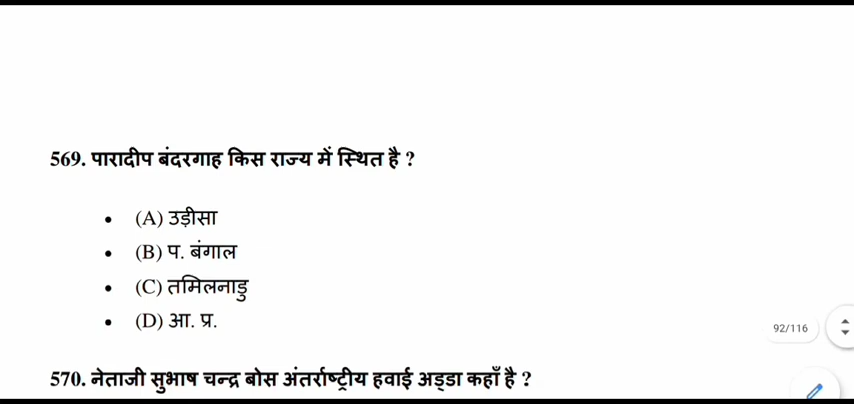 569. पारादीप बंदरगाह किस राज्य में स्थित है ?
• (A) उड़ीसा
• (B) प. बंगाल
• (C) तमिलनाडु
• (D) आ. प्र.
92/116
570. नेताजी सुभाष चन्द्र बोस अंतर्राष्ट्रीय हवाई अड्डा कहाँ है ?